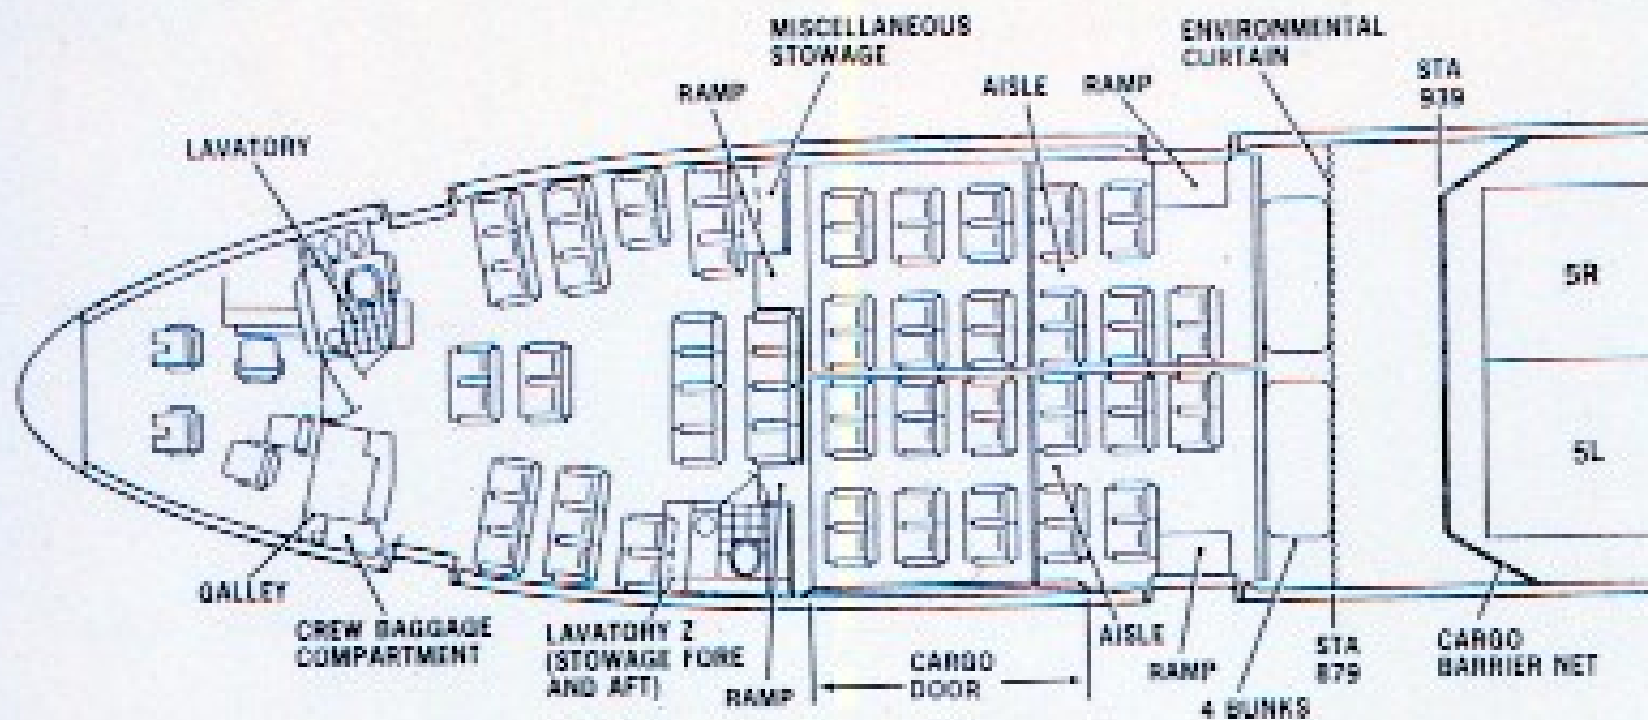 MISCELLANEOUS
STOWAGE
ENVIRONMENTAL
CURTAIN
STA
939
RAMP
AISLE
RAMP
LAVATORY
5R
5L
GALLEY
CREW BAGGAGE
COMPARTMENT
LAVATORY 2
(STOWAGE FORE
AND AFT)
RAMP
CARGO
DOOR
AISLE
RAMP
4 BUNKS
STA
879
CARGO
BARRIER NET